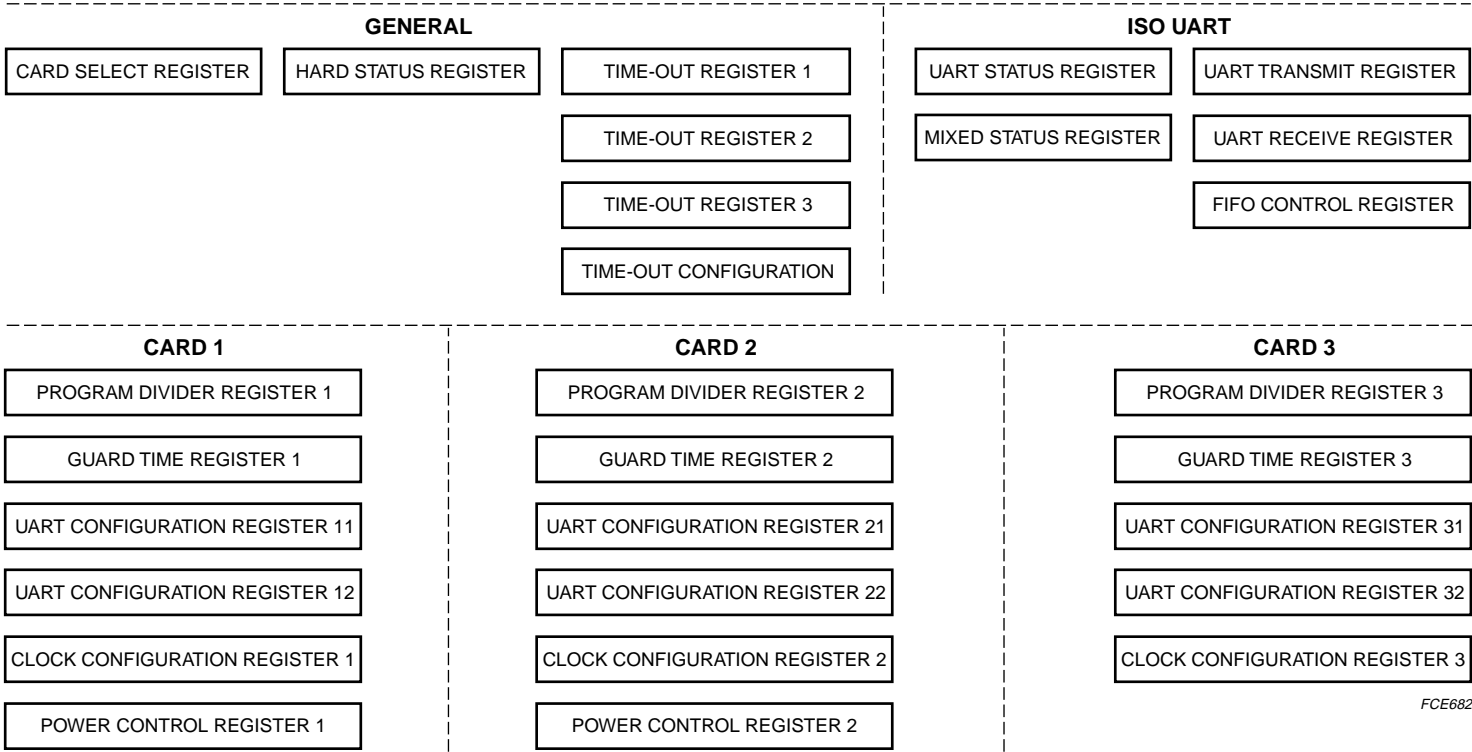 GENERAL
CARD SELECT REGISTER
HARD STATUS REGISTER
TIME-OUT REGISTER 1
TIME-OUT REGISTER 2
TIME-OUT REGISTER 3
TIME-OUT CONFIGURATION
ISO UART
UART STATUS REGISTER
UART TRANSMIT REGISTER
MIXED STATUS REGISTER
UART RECEIVE REGISTER
FIFO CONTROL REGISTER
CARD 1
PROGRAM DIVIDER REGISTER 1
GUARD TIME REGISTER 1
UART CONFIGURATION REGISTER 11
UART CONFIGURATION REGISTER 12
CLOCK CONFIGURATION REGISTER 1
POWER CONTROL REGISTER 1
CARD 2
PROGRAM DIVIDER REGISTER 2
GUARD TIME REGISTER 2
UART CONFIGURATION REGISTER 21
UART CONFIGURATION REGISTER 22
CLOCK CONFIGURATION REGISTER 2
POWER CONTROL REGISTER 2
CARD 3
PROGRAM DIVIDER REGISTER 3
GUARD TIME REGISTER 3
UART CONFIGURATION REGISTER 31
UART CONFIGURATION REGISTER 32
CLOCK CONFIGURATION REGISTER 3
FCE682